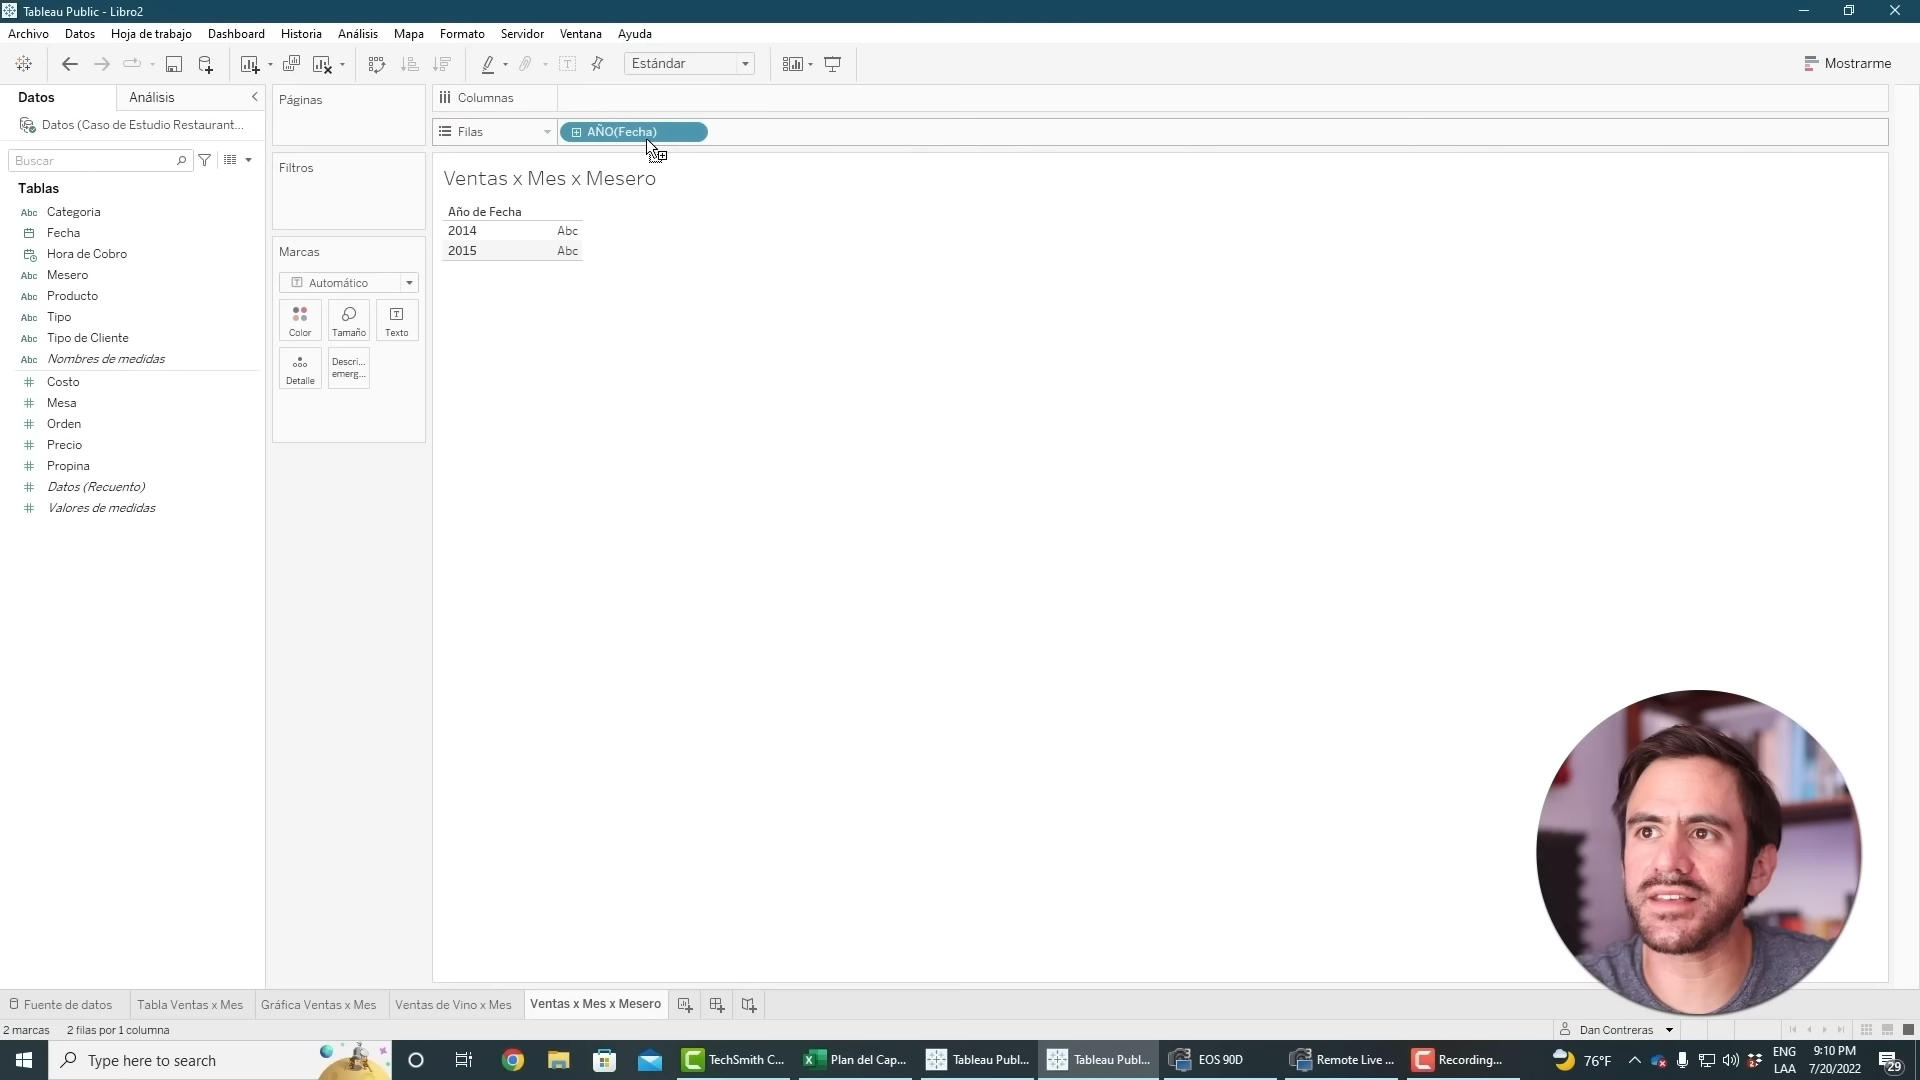 Tableau Public - Libro2
Archivo Datos Hoja de trabajo Dashboard Historia Análisis Mapa Formato Servidor Ventana Ayuda
Estándar
Mostrarme
Datos Análisis
Datos (Caso de Estudio Restaurant...
Buscar
Tablas
Abc Categoria
Fecha
Hora de Cobro
Abc Mesero
Abc Producto
Abc Tipo
Abc Tipo de Cliente
Abc Nombres de medidas
Costo
Mesa
Orden
Precio
Propina
Datos (Recuento)
Valores de medidas
Páginas
Filtros
Marcas
Automático
Color Tamaño Texto
Detalle Descri... emerg...
Columnas
Filas AÑO(Fecha)
Ventas x Mes x Mesero
Año de Fecha
2014 Abc
2015 Abc
Fuente de datos Tabla Ventas x Mes Gráfica Ventas x Mes Ventas de Vino x Mes Ventas x Mes x Mesero
2 marcas 2 filas por 1 columna Dan Contreras
Type here to search TechSmith C... Plan del Cap... Tableau Publ... Tableau Publ... EOS 90D Remote Live ... Recording... 76°F
ENG 9:10 PM
LAA 7/20/2022 29